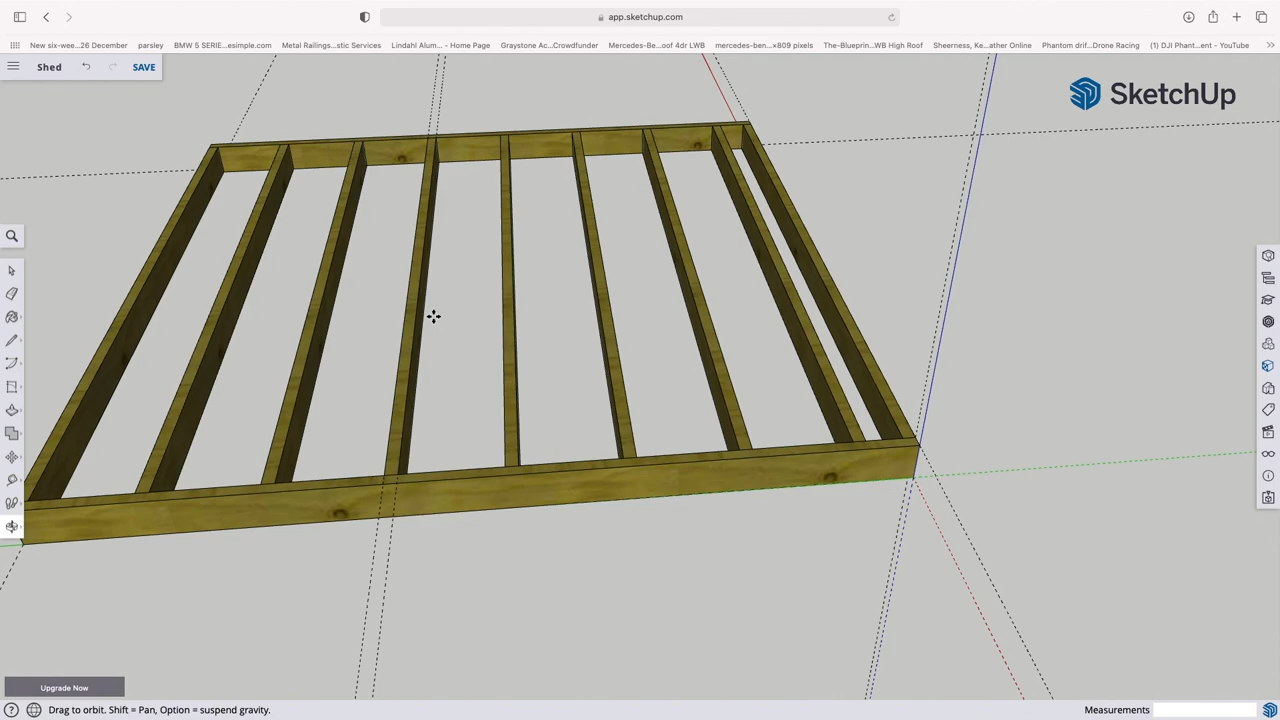 app.sketchup.com
New six-wee...26 December
parsley
BMW 5 SERIE...esimple.com
Metal Railings...stic Services
Lindahl Alum... - Home Page
Graystone Ac...Crowdfunder
Mercedes-Be...oof 4dr LWB
mercedes-ben...×809 pixels
The-Blueprin...WB High Roof
Sheerness, Ke...ather Online
Phantom drif...Drone Racing
(1) DJI Phant...ent - YouTube
Shed
SAVE
SketchUp
Upgrade Now
Drag to orbit. Shift = Pan, Option = suspend gravity.
Measurements